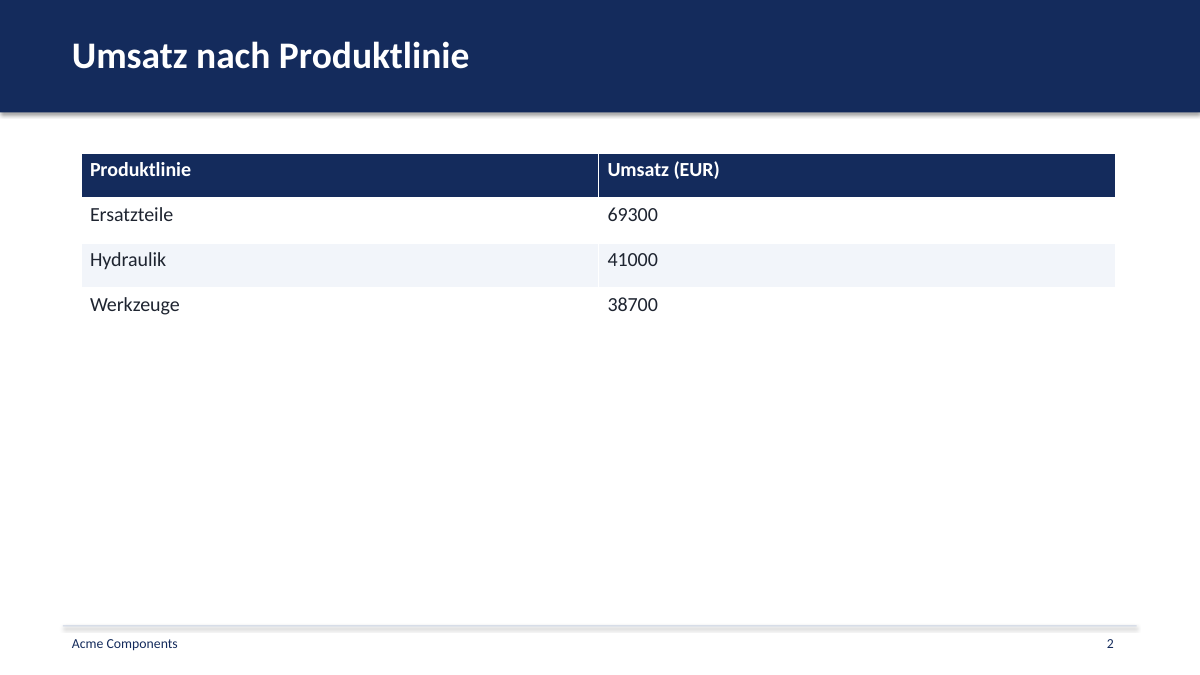 Umsatz nach Produktlinie
Produktlinie Umsatz (EUR)
Ersatzteile 69300
Hydraulik 41000
Werkzeuge 38700
Acme Components 2